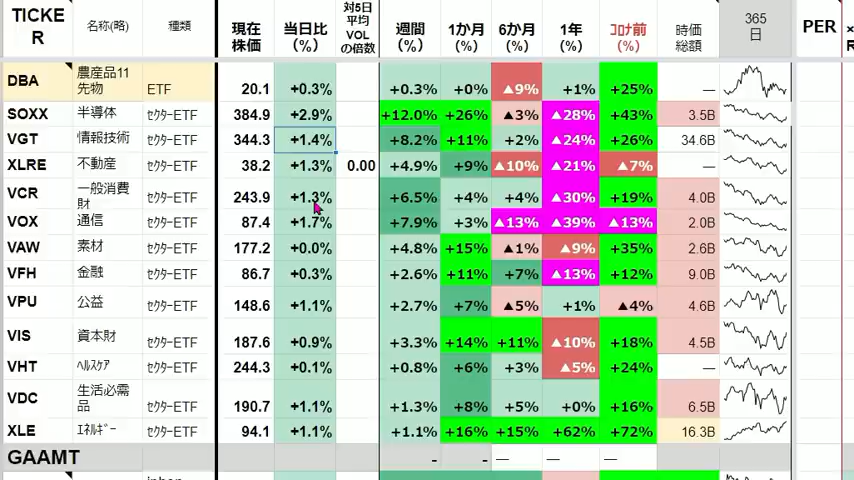 TICKE
R 名称(略) 種類 現在
株価 当日比
(%) 対5日
平均
VOL
の倍数 週間
(%) 1か月
(%) 6か月
(%) 1年
(%) ｺﾛﾅ前
(%) 時価
総額 365
日 PER
DBA 農産品11
先物 ETF 20.1 +0.3% +0.3% +0% ▲9% +1% +25% —
SOXX 半導体 ｾｸﾀｰETF 384.9 +2.9% +12.0% +26% ▲3% ▲28% +43% 3.5B
VGT 情報技術 ｾｸﾀｰETF 344.3 +1.4% +8.2% +11% +2% ▲24% +26% 34.6B
XLRE 不動産 ｾｸﾀｰETF 38.2 +1.3% 0.00 +4.9% +9% ▲10% ▲21% ▲7% —
VCR 一般消費
財 ｾｸﾀｰETF 243.9 +1.3% +6.5% +4% +4% ▲30% +19% 4.0B
VOX 通信 ｾｸﾀｰETF 87.4 +1.7% +7.9% +3% ▲13% ▲39% ▲13% 2.0B
VAW 素材 ｾｸﾀｰETF 177.2 +0.0% +4.8% +15% ▲1% ▲9% +35% 2.6B
VFH 金融 ｾｸﾀｰETF 86.7 +0.3% +2.6% +11% +7% ▲13% +12% 9.0B
VPU 公益 ｾｸﾀｰETF 148.6 +1.1% +2.7% +7% ▲5% +1% ▲4% 4.6B
VIS 資本財 ｾｸﾀｰETF 187.6 +0.9% +3.3% +14% +11% ▲10% +18% 4.5B
VHT ﾍﾙｽｹｱ ｾｸﾀｰETF 244.3 +0.1% +0.8% +6% +3% ▲5% +24% —
VDC 生活必需
品 ｾｸﾀｰETF 190.7 +1.1% +1.3% +8% +5% +0% +16% 6.5B
XLE ｴﾈﾙｷﾞｰ ｾｸﾀｰETF 94.1 +1.1% +1.1% +16% +15% +62% +72% 16.3B
GAAMT - - — — —